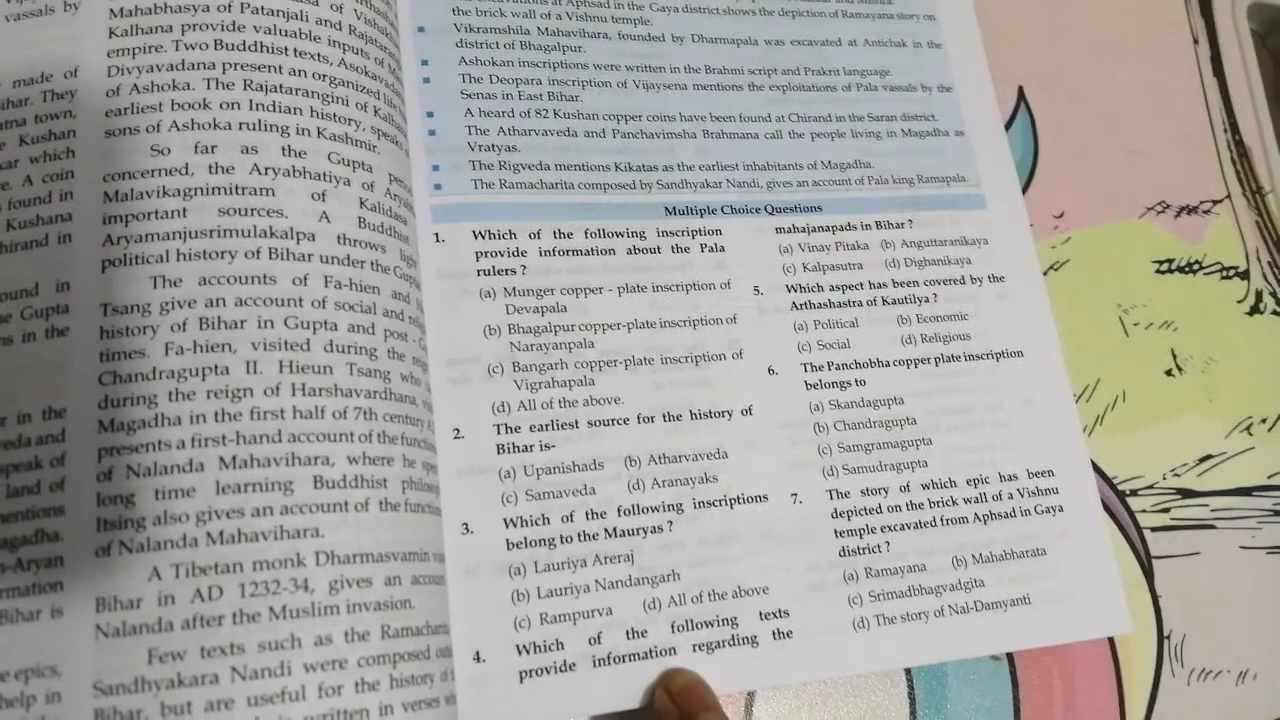 vassals by
made of
ihar. They
tna town,
Kushan
car which
e. A coin
found in
Kushana
hirand in
ound in
Gupta
ns in the
in the
eda and
speak of
land of
mentions
agadha.
n-Aryan
rmation
Bihar is
epics,
help in
of
Mahabhasya of Patanjali and
Kalhana provide valuable inputs of
empire. Two Buddhist texts,
Divyavadana present an organized
of Ashoka. The Rajatarangini of
earliest book on Indian history, speaks
sons of Ashoka ruling in Kashmir.
So far as the Gupta
concerned, the Aryabhatiya of
Malavikagnimitram of Kalidasa
important sources. A Buddhist
Aryamanjusrimulakalpa throws
political history of Bihar under the
The accounts of Fa-hien and
Tsang give an account of social and
history of Bihar in Gupta and post -
times. Fa-hien, visited during the
Chandragupta II. Hieun Tsang who
during the reign of Harshavardhana,
Magadha in the first half of 7th century
presents a first-hand account of the
of Nalanda Mahavihara, where he
long time learning Buddhist
Itsing also gives an account of the
of Nalanda Mahavihara.
A Tibetan monk Dharmasvamin
Bihar in AD 1232-34, gives an
Nalanda after the Muslim invasion.
Few texts such as the
Sandhyakara Nandi were composed
Bihar, but are useful for the history of
written in verses
at Aphsad in the Gaya district shows the depiction of Ramayana story on
the brick wall of a Vishnu temple.
Vikramshila Mahavihara, founded by Dharmapala was excavated at Antichak in the
district of Bhagalpur.
Ashokan inscriptions were written in the Brahmi script and Prakrit language.
The Deopara inscription of Vijaysena mentions the exploitations of Pala vassals by the
Senas in East Bihar.
A heard of 82 Kushan copper coins have been found at Chirand in the Saran district.
The Atharvaveda and Panchavimsha Brahmana call the people living in Magadha as
Vratyas.
The Rigveda mentions Kikatas as the earliest inhabitants of Magadha.
The Ramacharita composed by Sandhyakar Nandi, gives an account of Pala king Ramapala.
Multiple Choice Questions
1. Which of the following inscription
provide information about the Pala
rulers ?
(a) Munger copper - plate inscription of
Devapala
(b) Bhagalpur copper-plate inscription of
Narayanpala
(c) Bangarh copper-plate inscription of
Vigrahapala
(d) All of the above.
2. The earliest source for the history of
Bihar is-
(a) Upanishads (b) Atharvaveda
(c) Samaveda (d) Aranayaks
3. Which of the following inscriptions
belong to the Mauryas ?
(a) Lauriya Areraj
(b) Lauriya Nandangarh
(c) Rampurva (d) All of the above
4. Which of the following texts
provide information regarding the
mahajanapads in Bihar ?
(a) Vinay Pitaka (b) Anguttaranikaya
(c) Kalpasutra (d) Dighanikaya
5. Which aspect has been covered by the
Arthashastra of Kautilya ?
(a) Political (b) Economic
(c) Social (d) Religious
6. The Panchobha copper plate inscription
belongs to
(a) Skandagupta
(b) Chandragupta
(c) Samgramagupta
(d) Samudragupta
7. The story of which epic has been
depicted on the brick wall of a Vishnu
temple excavated from Aphsad in Gaya
district ?
(a) Ramayana (b) Mahabharata
(c) Srimadbhagvadgita
(d) The story of Nal-Damyanti